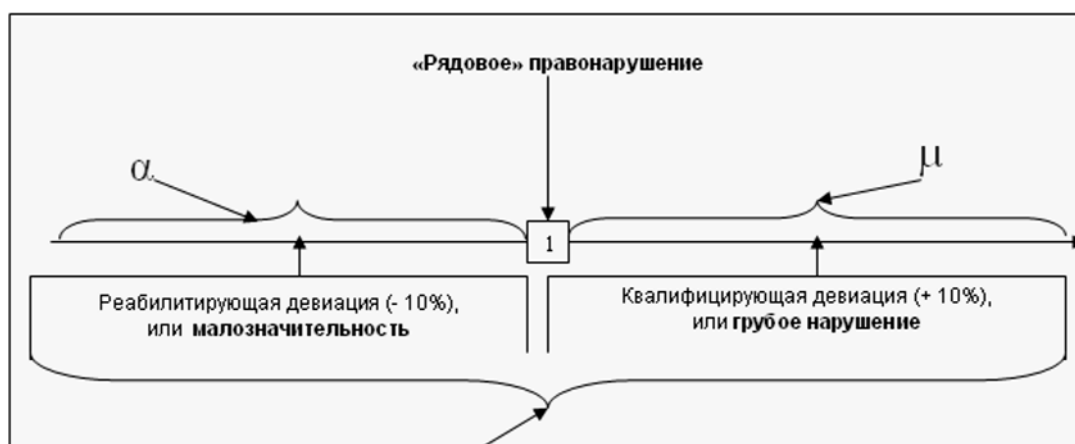 «Рядовое» правонарушение
α
μ
1
Реабилитирующая девиация (- 10%),
или малозначительность
Квалифицирующая девиация (+ 10%),
или грубое нарушение